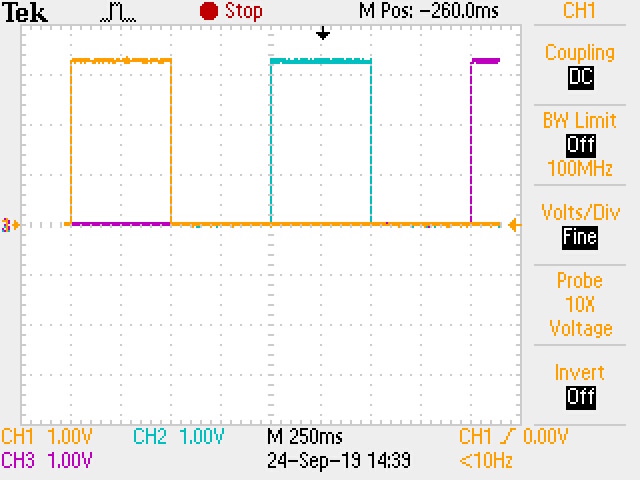 Tek Stop M Pos: -260.0ms CH1
Coupling
DC
BW Limit
Off
100MHz
Volts/Div
Fine
Probe
10X
Voltage
Invert
Off
3
CH1 1.00V CH2 1.00V M 250ms CH1 0.00V
CH3 1.00V 24-Sep-19 14:39 <10Hz